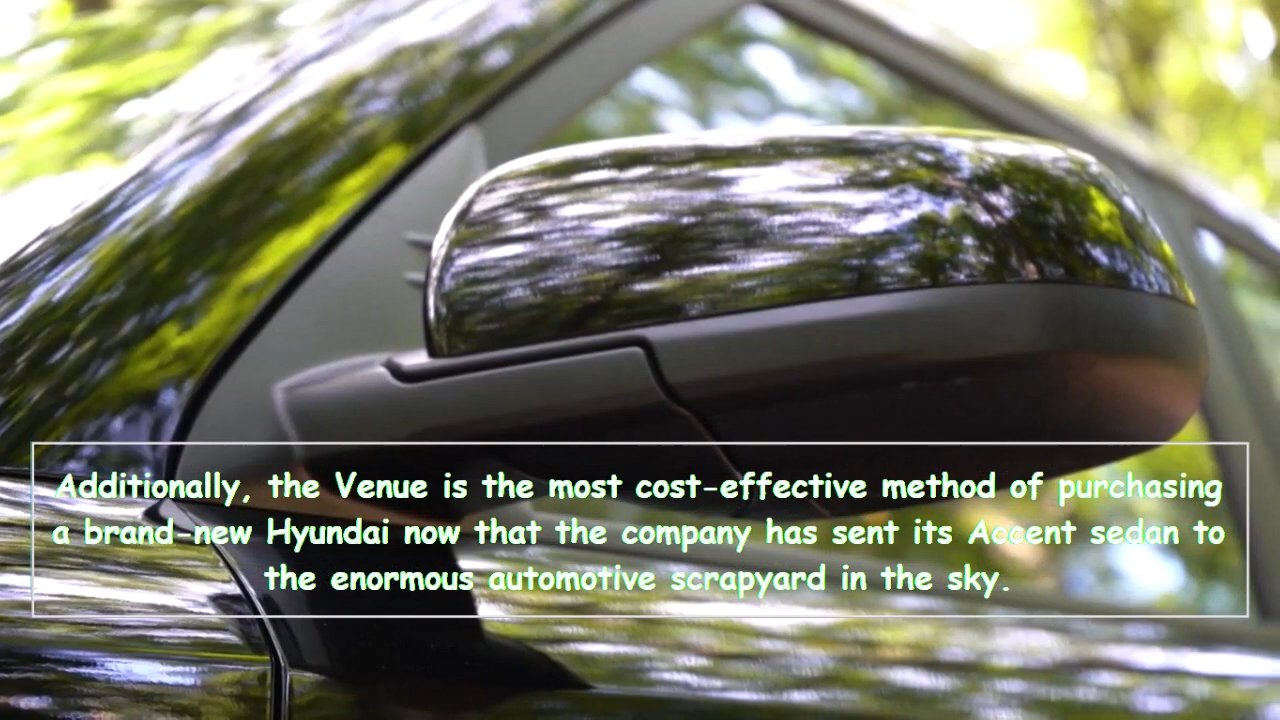 Additionally, the Venue is the most cost-effective method of purchasing
a brand-new Hyundai now that the company has sent its Accent sedan to
the enormous automotive scrapyard in the sky.